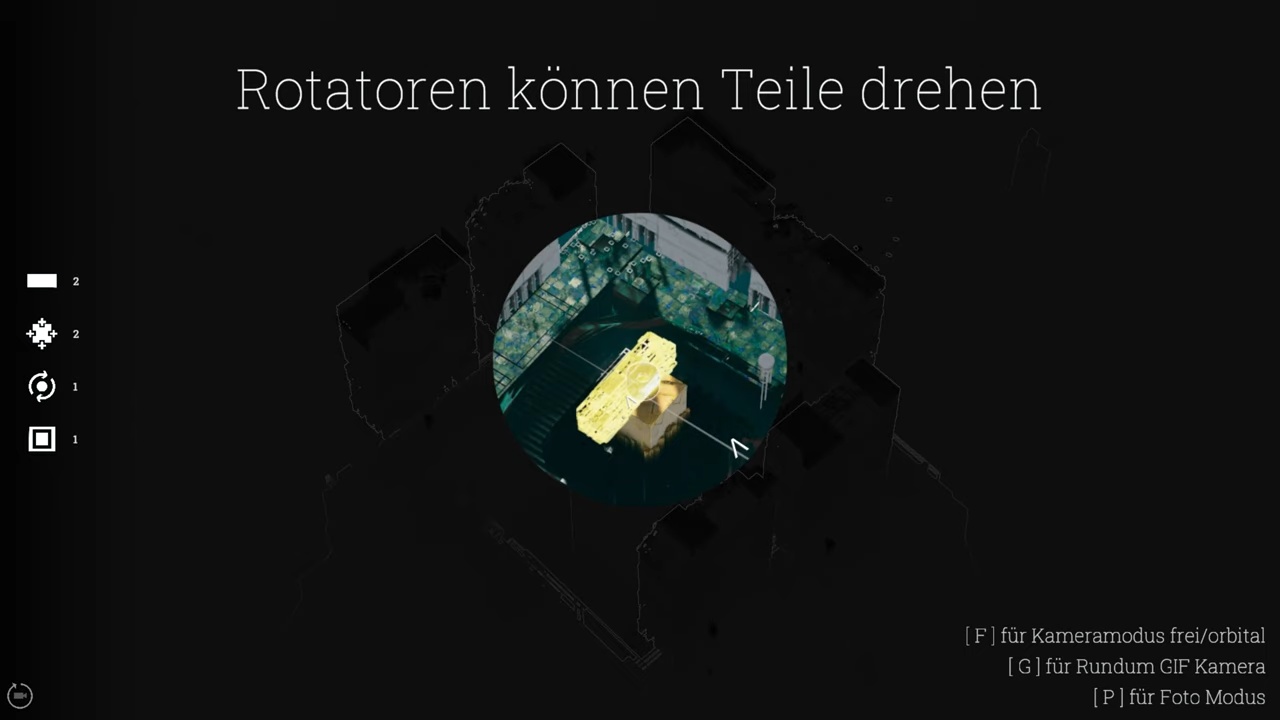 Rotatoren können Teile drehen
2
2
1
1
[ F ] für Kameramodus frei/orbital
[ G ] für Rundum GIF Kamera
[ P ] für Foto Modus